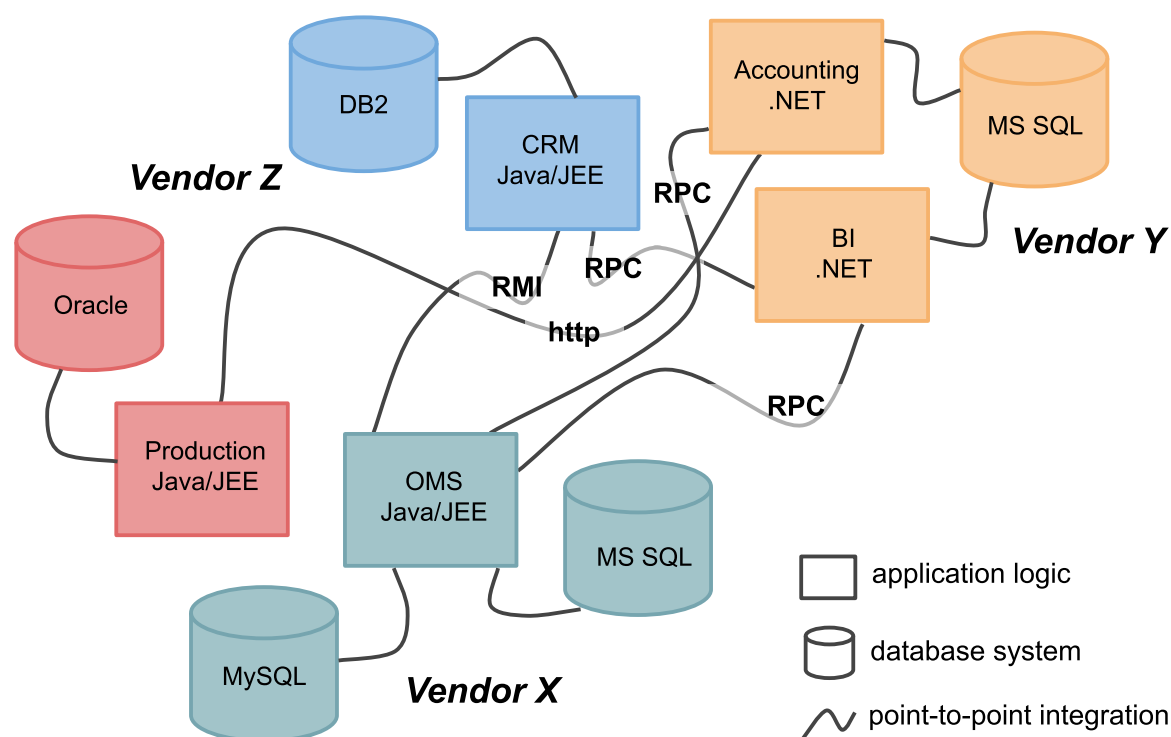 DB2
Accounting
.NET
MS SQL
CRM
Java/JEE
Vendor Z
RPC
BI
.NET
Vendor Y
Oracle
RMI
RPC
http
RPC
Production
Java/JEE
OMS
Java/JEE
MS SQL
application logic
database system
MySQL
Vendor X
point-to-point integration